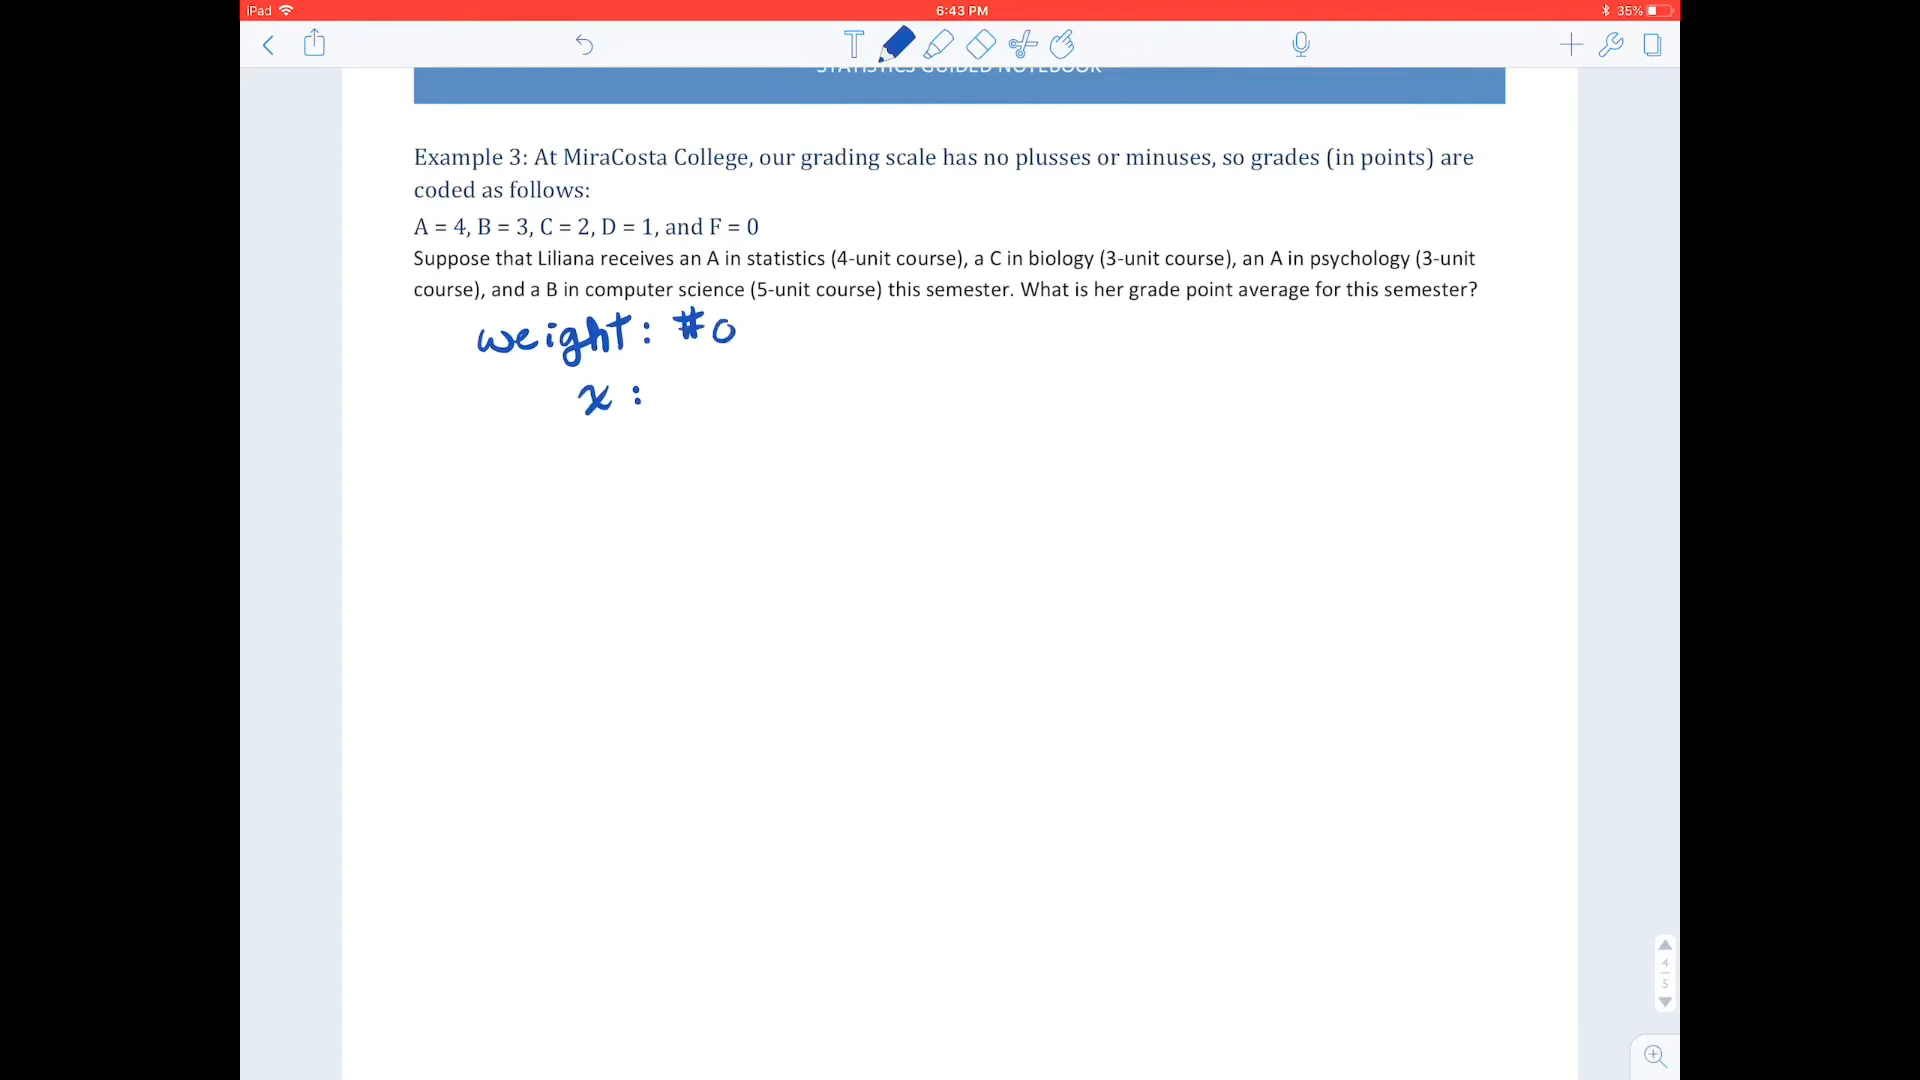 iPad 6:43 PM 35%
T
STATISTICS GUIDED NOTEBOOK
Example 3: At MiraCosta College, our grading scale has no plusses or minuses, so grades (in points) are
coded as follows:
A = 4, B = 3, C = 2, D = 1, and F = 0
Suppose that Liliana receives an A in statistics (4-unit course), a C in biology (3-unit course), an A in psychology (3-unit
course), and a B in computer science (5-unit course) this semester. What is her grade point average for this semester?
weight: #o
x :
4
5